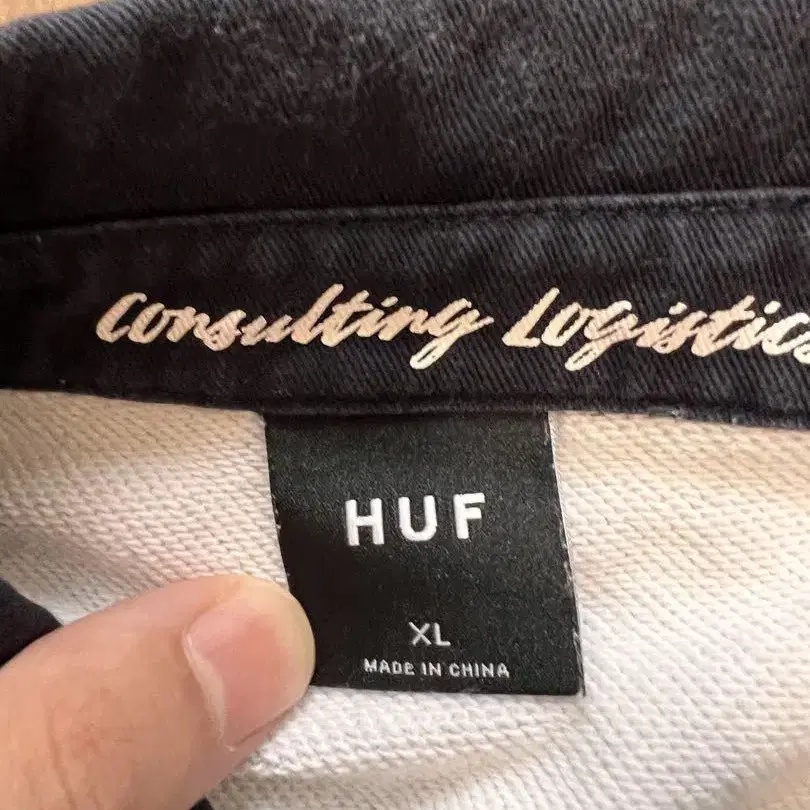 Consulting Logistics
HUF
XL
MADE IN CHINA